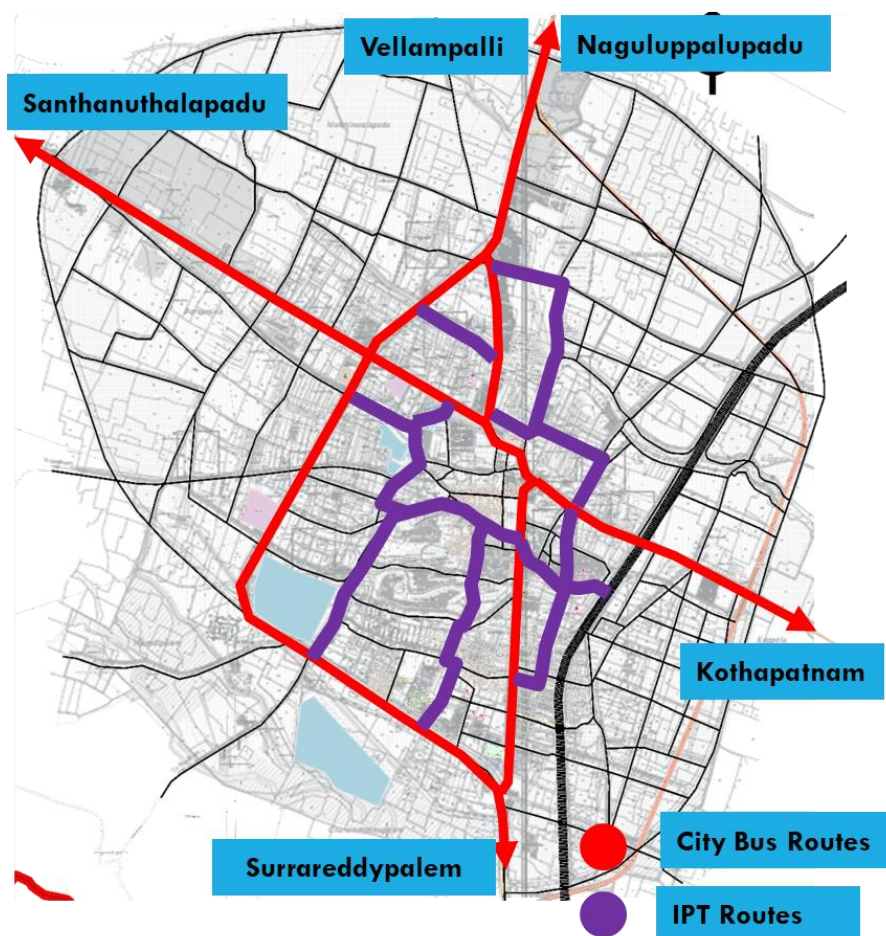 Vellampalli
Naguluppalupadu
Santhanuthalapadu
Kothapatnam
Surrareddypalem
City Bus Routes
IPT Routes